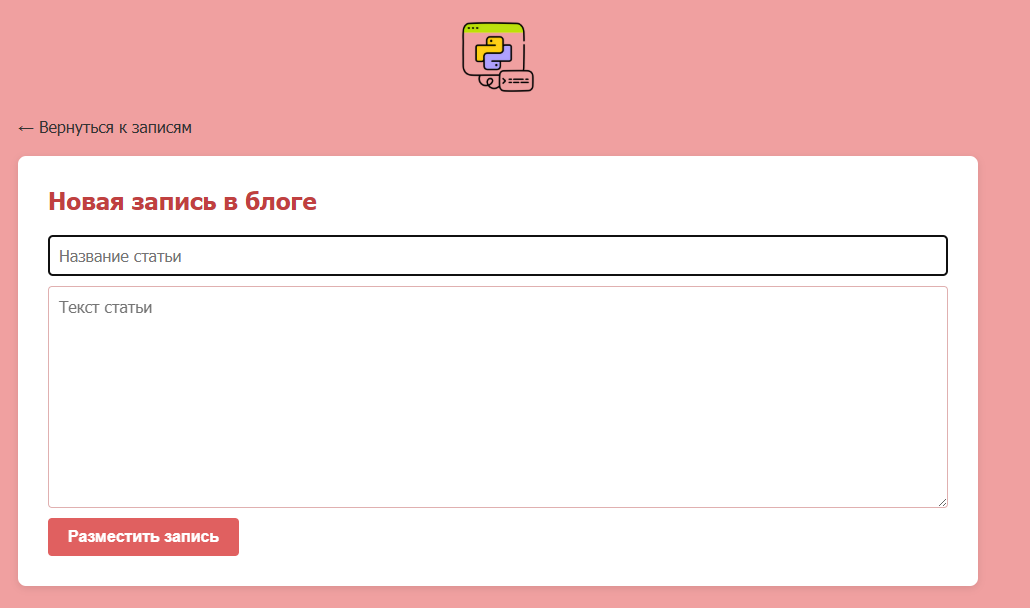 ← Вернуться к записям
Новая запись в блоге
Название статьи
Текст статьи
Разместить запись